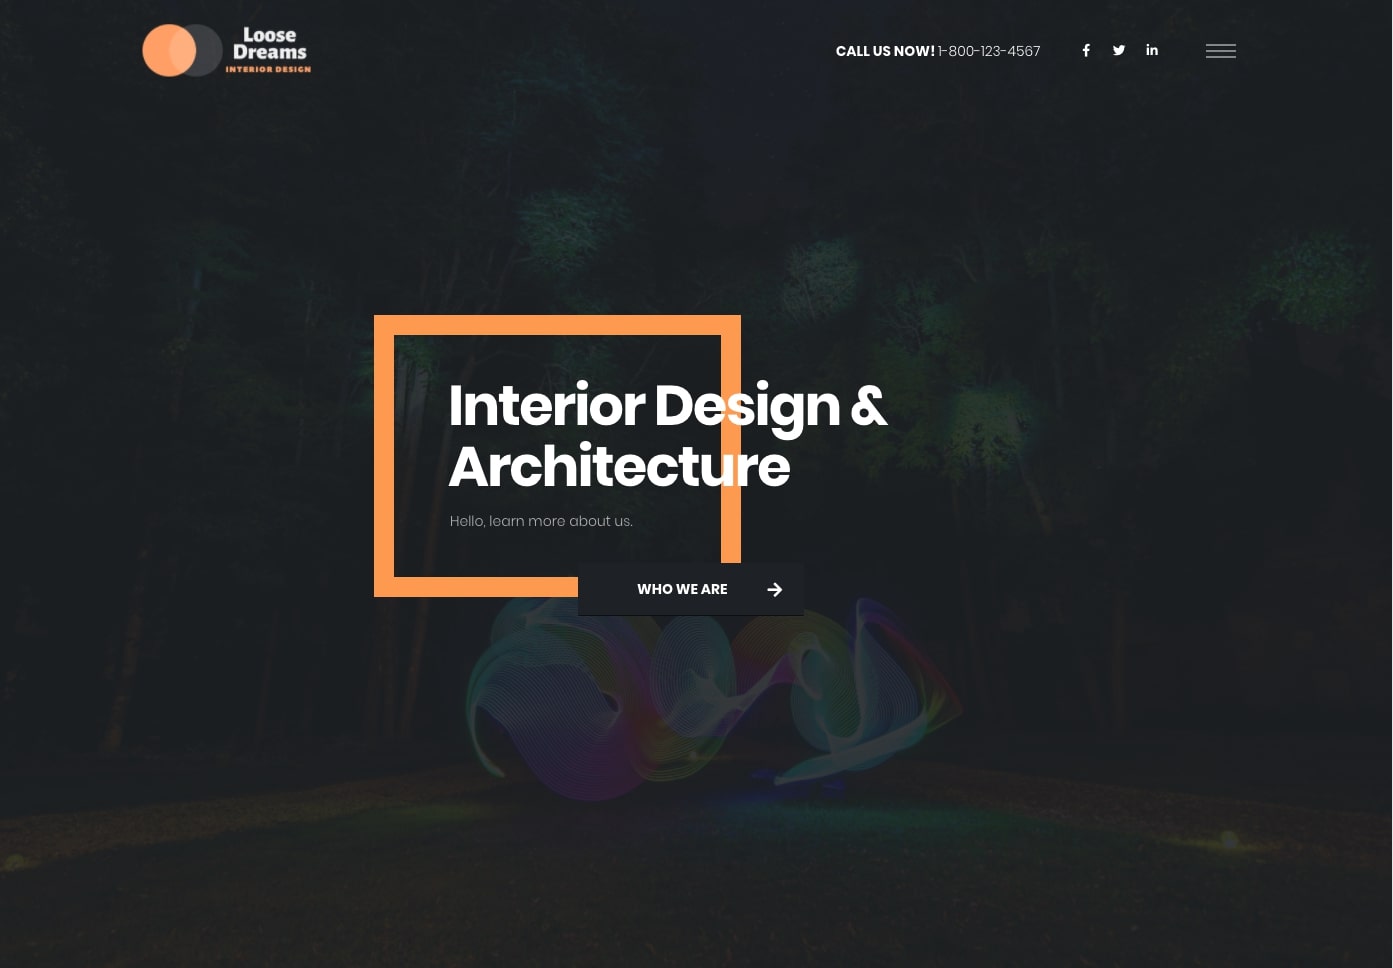 Loose
Dreams
INTERIOR DESIGN
CALL US NOW! 1-800-123-4567
Interior Design &
Architecture
Hello, learn more about us.
WHO WE ARE